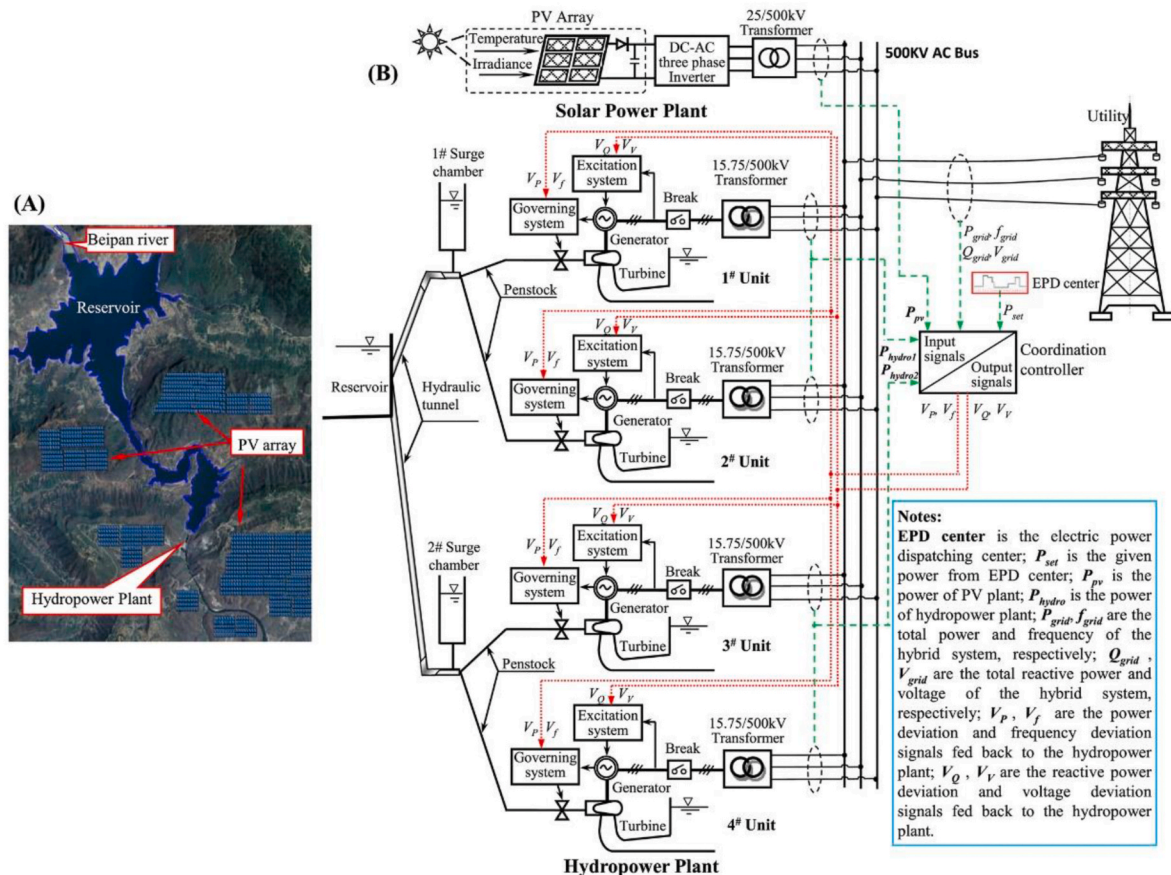 (A)
Beipan river
Reservoir
PV array
Hydropower Plant
(B)
PV Array
Temperature
Irradiance
DC-AC
three phase
Inverter
25/500kV
Transformer
500KV AC Bus
Solar Power Plant
Utility
1# Surge
chamber
Reservoir
Hydraulic
tunnel
Penstock
V_Q V_V
Excitation
system
V_P V_f
Governing
system
Generator
Turbine
Break
15.75/500kV
Transformer
1# Unit
V_Q V_V
Excitation
system
V_P V_f
Governing
system
Generator
Turbine
Break
15.75/500kV
Transformer
2# Unit
2# Surge
chamber
Penstock
V_Q V_V
Excitation
system
V_P V_f
Governing
system
Generator
Turbine
Break
15.75/500kV
Transformer
3# Unit
V_Q V_V
Excitation
system
V_P V_f
Governing
system
Generator
Turbine
Break
15.75/500kV
Transformer
4# Unit
Hydropower Plant
P_grid, f_grid
Q_grid, V_grid
EPD center
P_set
P_pv
P_hydro1
P_hydro2
Input
signals
Output
signals
Coordination
controller
V_P, V_f
V_Q, V_V
Notes:
EPD center is the electric power
dispatching center; P_set is the given
power from EPD center; P_pv is the
power of PV plant; P_hydro is the power
of hydropower plant; P_grid, f_grid are the
total power and frequency of the
hybrid system, respectively; Q_grid ,
V_grid are the total reactive power and
voltage of the hybrid system,
respectively; V_P , V_f are the power
deviation and frequency deviation
signals fed back to the hydropower
plant; V_Q , V_V are the reactive power
deviation and voltage deviation
signals fed back to the hydropower
plant.